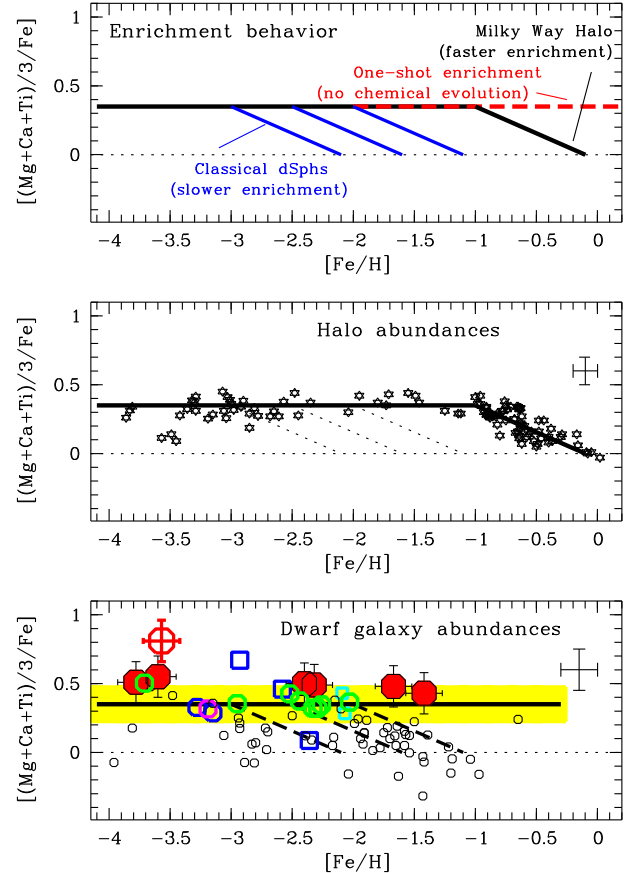 Enrichment behavior
Milky Way Halo
(faster enrichment)
One-shot enrichment
(no chemical evolution)
Classical dSphs
(slower enrichment)
[(Mg+Ca+Ti)/3/Fe]
1
0.5
0
-4 -3.5 -3 -2.5 -2 -1.5 -1 -0.5 0
[Fe/H]
Halo abundances
[(Mg+Ca+Ti)/3/Fe]
1
0.5
0
-4 -3.5 -3 -2.5 -2 -1.5 -1 -0.5 0
[Fe/H]
Dwarf galaxy abundances
[(Mg+Ca+Ti)/3/Fe]
1
0.5
0
-4 -3.5 -3 -2.5 -2 -1.5 -1 -0.5 0
[Fe/H]